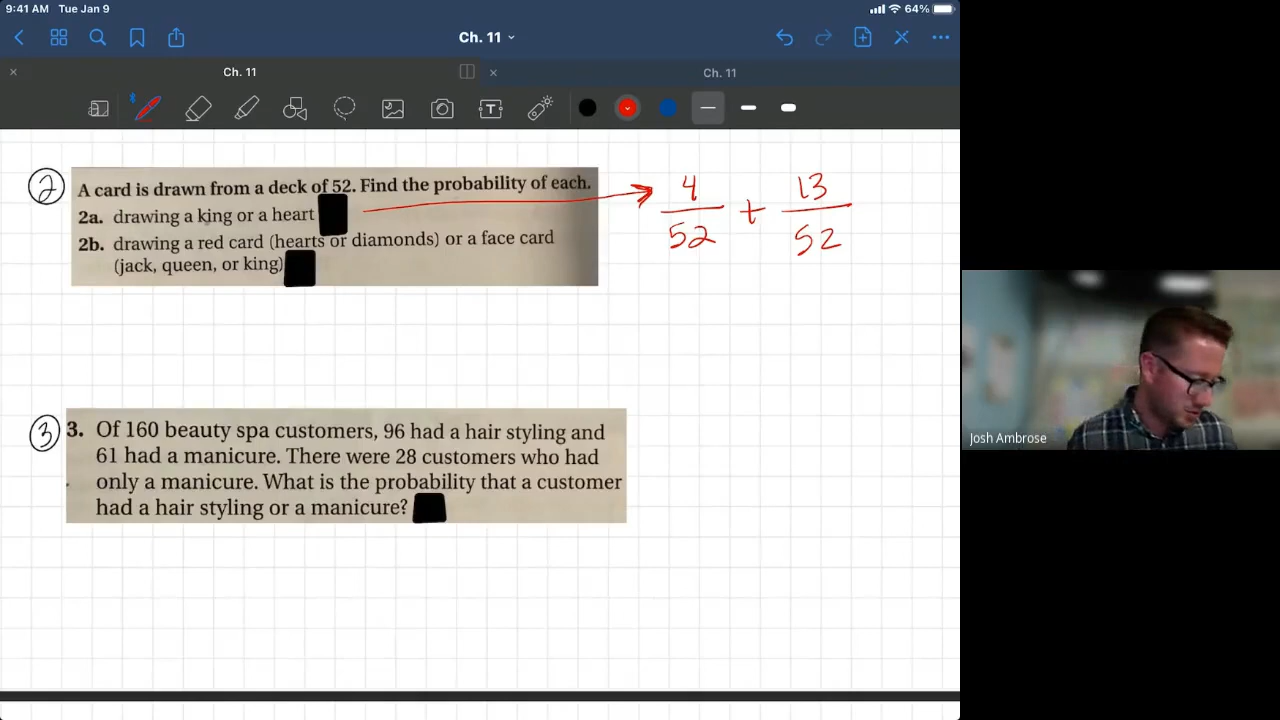 9:41 AM Tue Jan 9
64%
Ch. 11
Ch. 11
Ch. 11
T
2
A card is drawn from a deck of 52. Find the probability of each.
2a. drawing a king or a heart
2b. drawing a red card (hearts or diamonds) or a face card
(jack, queen, or king)
4/52 + 13/52
3
3. Of 160 beauty spa customers, 96 had a hair styling and
61 had a manicure. There were 28 customers who had
only a manicure. What is the probability that a customer
had a hair styling or a manicure?
Josh Ambrose